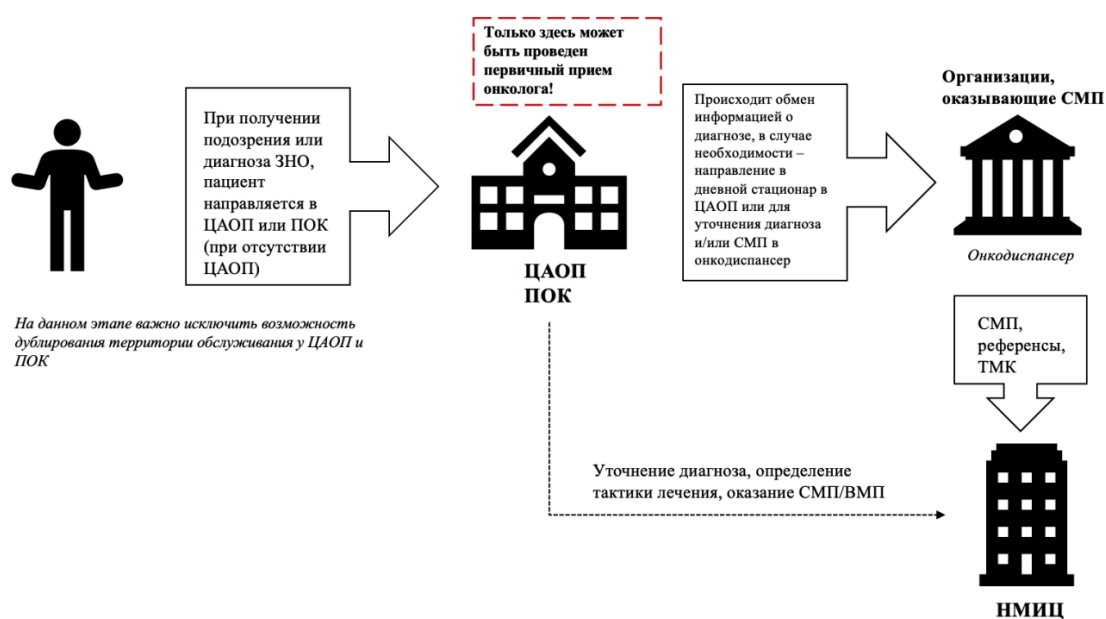 Только здесь может
быть проведен
первичный прием
онколога!
При получении
подозрения или
диагноза ЗНО,
пациент
направляется в
ЦАОП или ПОК
(при отсутствии
ЦАОП)
На данном этапе важно исключить возможность
дублирования территории обслуживания у ЦАОП и
ПОК
ЦАОП
ПОК
Происходит обмен
информацией о
диагнозе, в случае
необходимости –
направление в
дневной стационар в
ЦАОП или для
уточнения диагноза
и/или СМП в
онкодиспансер
Организации,
оказывающие СМП
Онкодиспансер
СМП,
референсы,
ТМК
Уточнение диагноза, определение
тактики лечения, оказание СМП/ВМП
НМИЦ